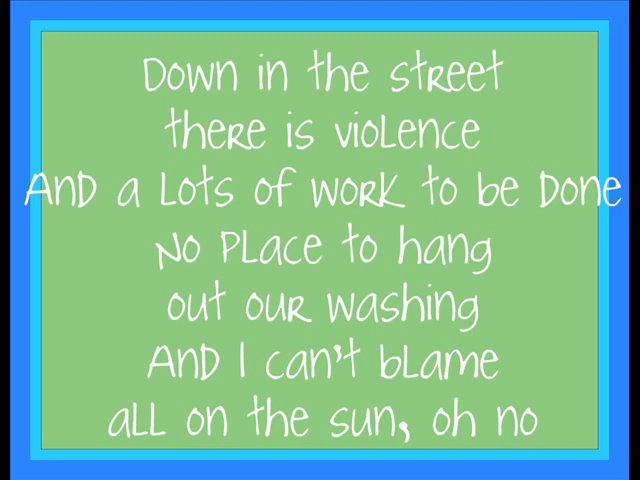 Down in the street
there is violence
And a lots of work to be done
No place to hang
out our washing
And I can't blame
all on the sun, oh no